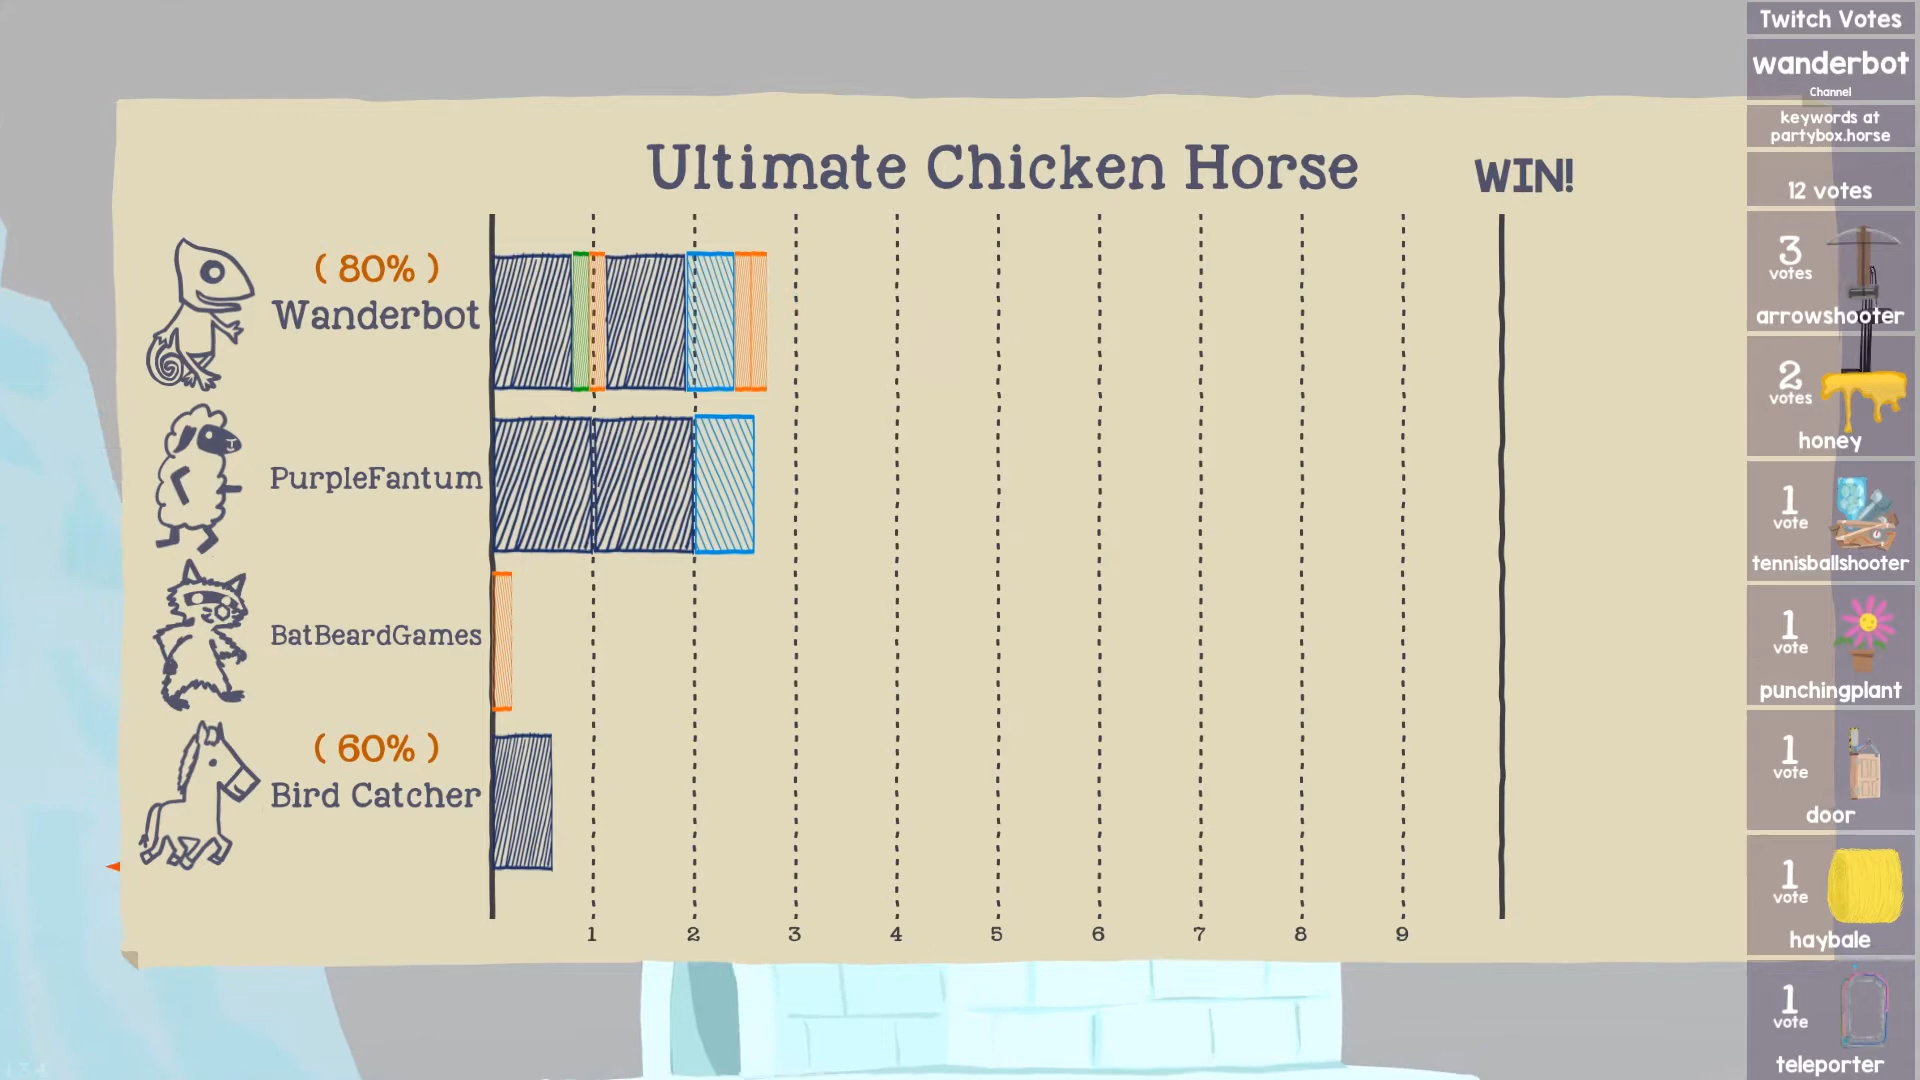 Ultimate Chicken Horse
WIN!
( 80% )
Wanderbot
PurpleFantum
BatBeardGames
( 60% )
Bird Catcher
1 2 3 4 5 6 7 8 9
Twitch Votes
wanderbot
Channel
keywords at
partybox.horse
12 votes
3
votes
arrowshooter
2
votes
honey
1
vote
tennisballshooter
1
vote
punchingplant
1
vote
door
1
vote
haybale
1
vote
teleporter